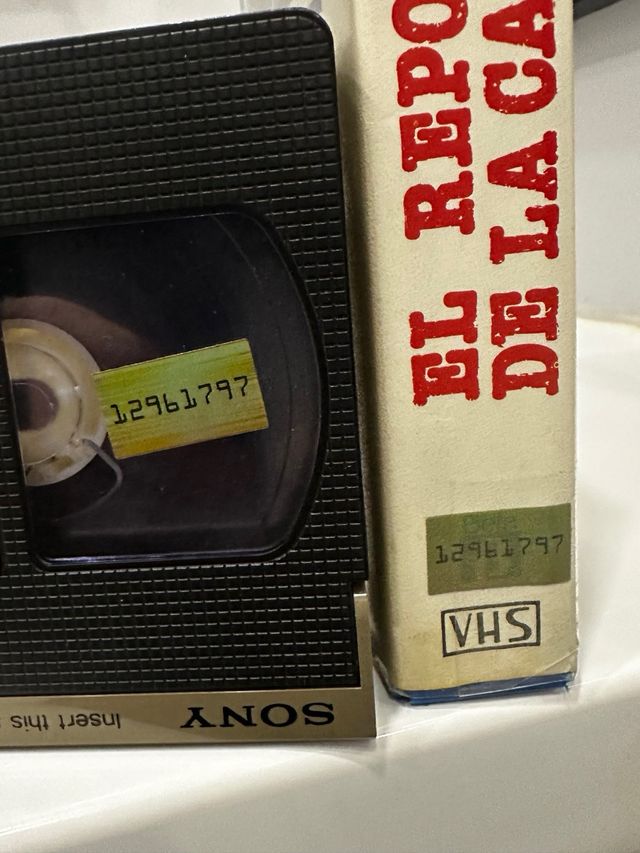 12961797
Insert this
SONY
EL REPO
DE LA CA
12961797
VHS